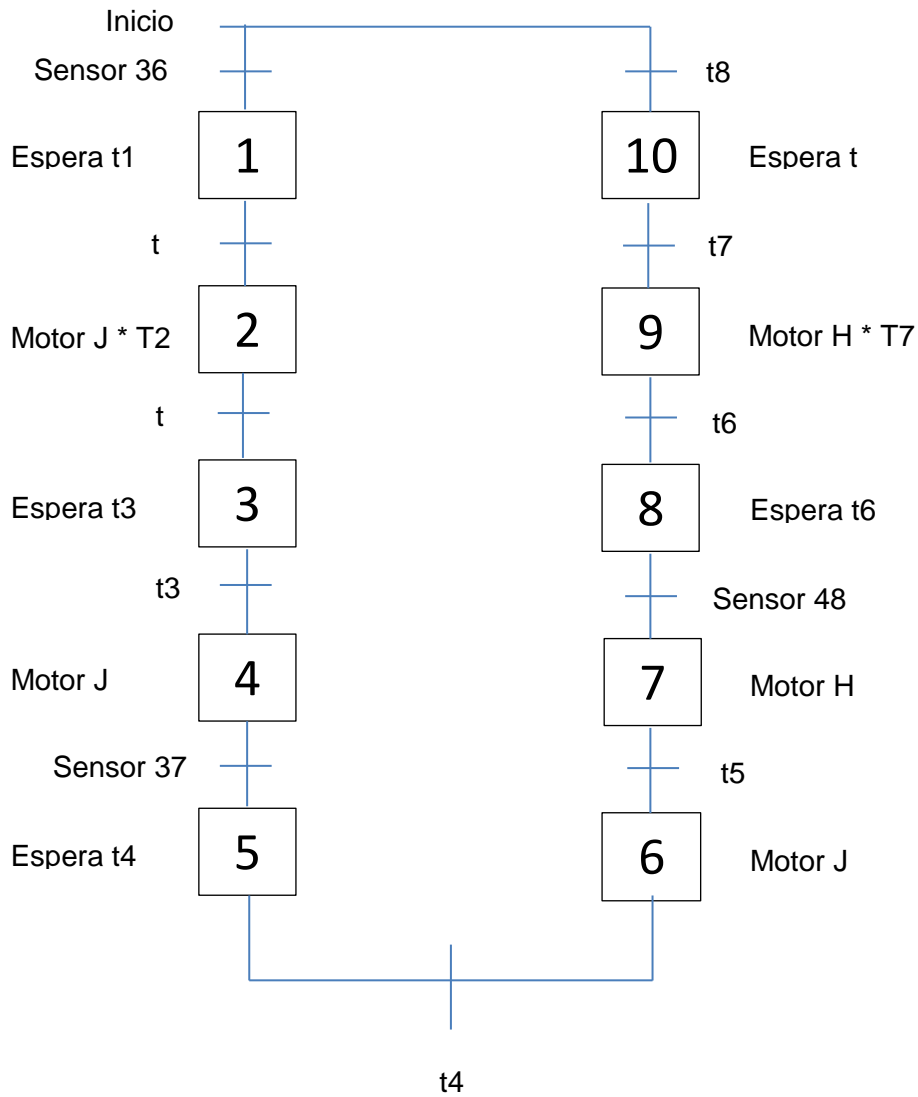 Inicio
Sensor 36
t8
Espera t1
1
10
Espera t
t
t7
Motor J * T2
2
9
Motor H * T7
t
t6
Espera t3
3
8
Espera t6
t3
Sensor 48
Motor J
4
7
Motor H
Sensor 37
t5
Espera t4
5
6
Motor J
t4